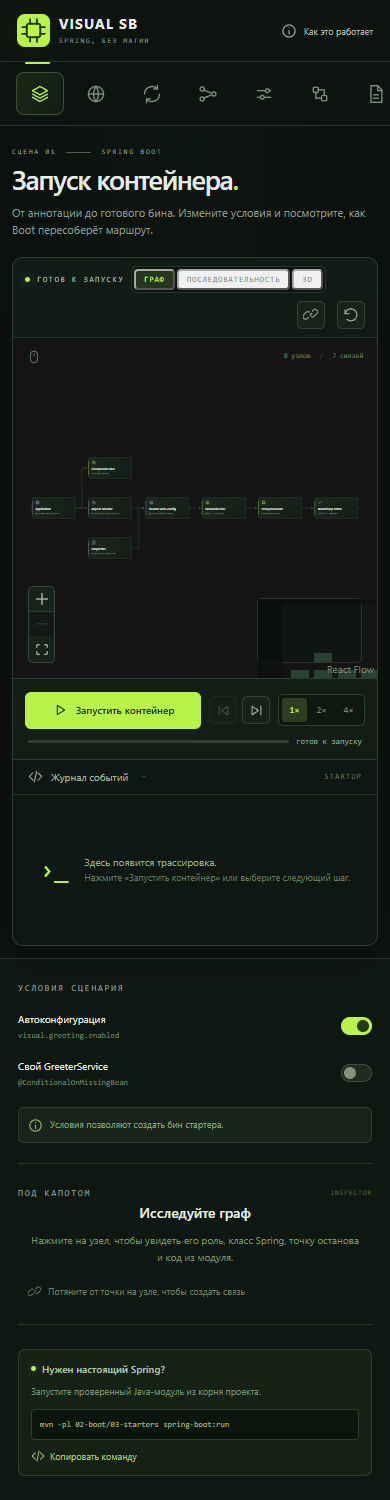 VISUAL SB
SPRING, БЕЗ МАГИИ
Как это работает
СЦЕНА 01 SPRING BOOT
Запуск контейнера.
От аннотации до готового бина. Измените условия и посмотрите, как
Boot пересоберёт маршрут.
ГОТОВ К ЗАПУСКУ
ГРАФ
ПОСЛЕДОВАТЕЛЬНОСТЬ
3D
8 узлов / 7 связей
React Flow
Запустить контейнер
1×
2×
4×
готов к запуску
Журнал событий
STARTUP
Здесь появится трассировка.
Нажмите «Запустить контейнер» или выберите следующий шаг.
УСЛОВИЯ СЦЕНАРИЯ
Автоконфигурация
visual.greeting.enabled
Свой GreeterService
@ConditionalOnMissingBean
Условия позволяют создать бин стартера.
ПОД КАПОТОМ
INSPECTOR
Исследуйте граф
Нажмите на узел, чтобы увидеть его роль, класс Spring, точку останова
и код из модуля.
Потяните от точки на узле, чтобы создать связь
Нужен настоящий Spring?
Запустите проверенный Java-модуль из корня проекта.
mvn -pl 02-boot/03-starters spring-boot:run
Копировать команду